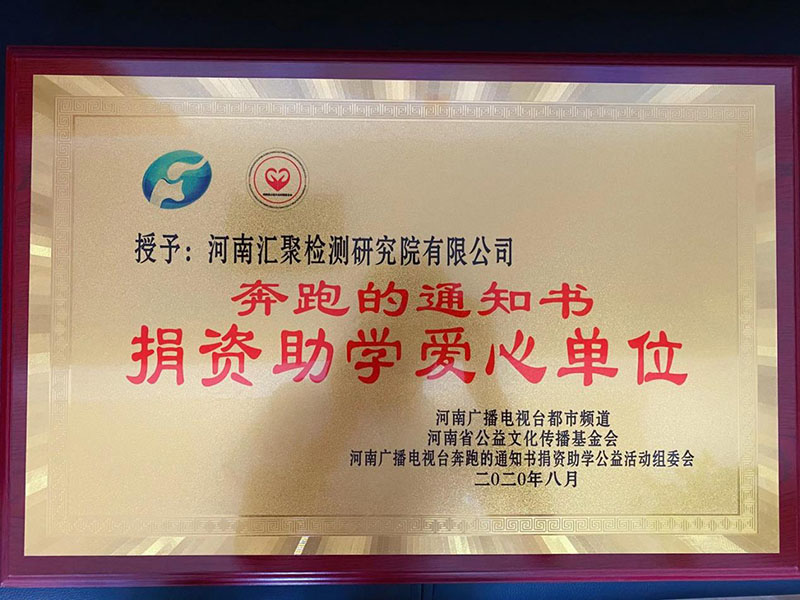 授予：河南汇聚检测研究院有限公司
奔跑的通知书
捐资助学爱心单位
河南广播电视台都市频道
河南省公益文化传播基金会
河南广播电视台奔跑的通知书捐资助学公益活动组委会
二〇二〇年八月